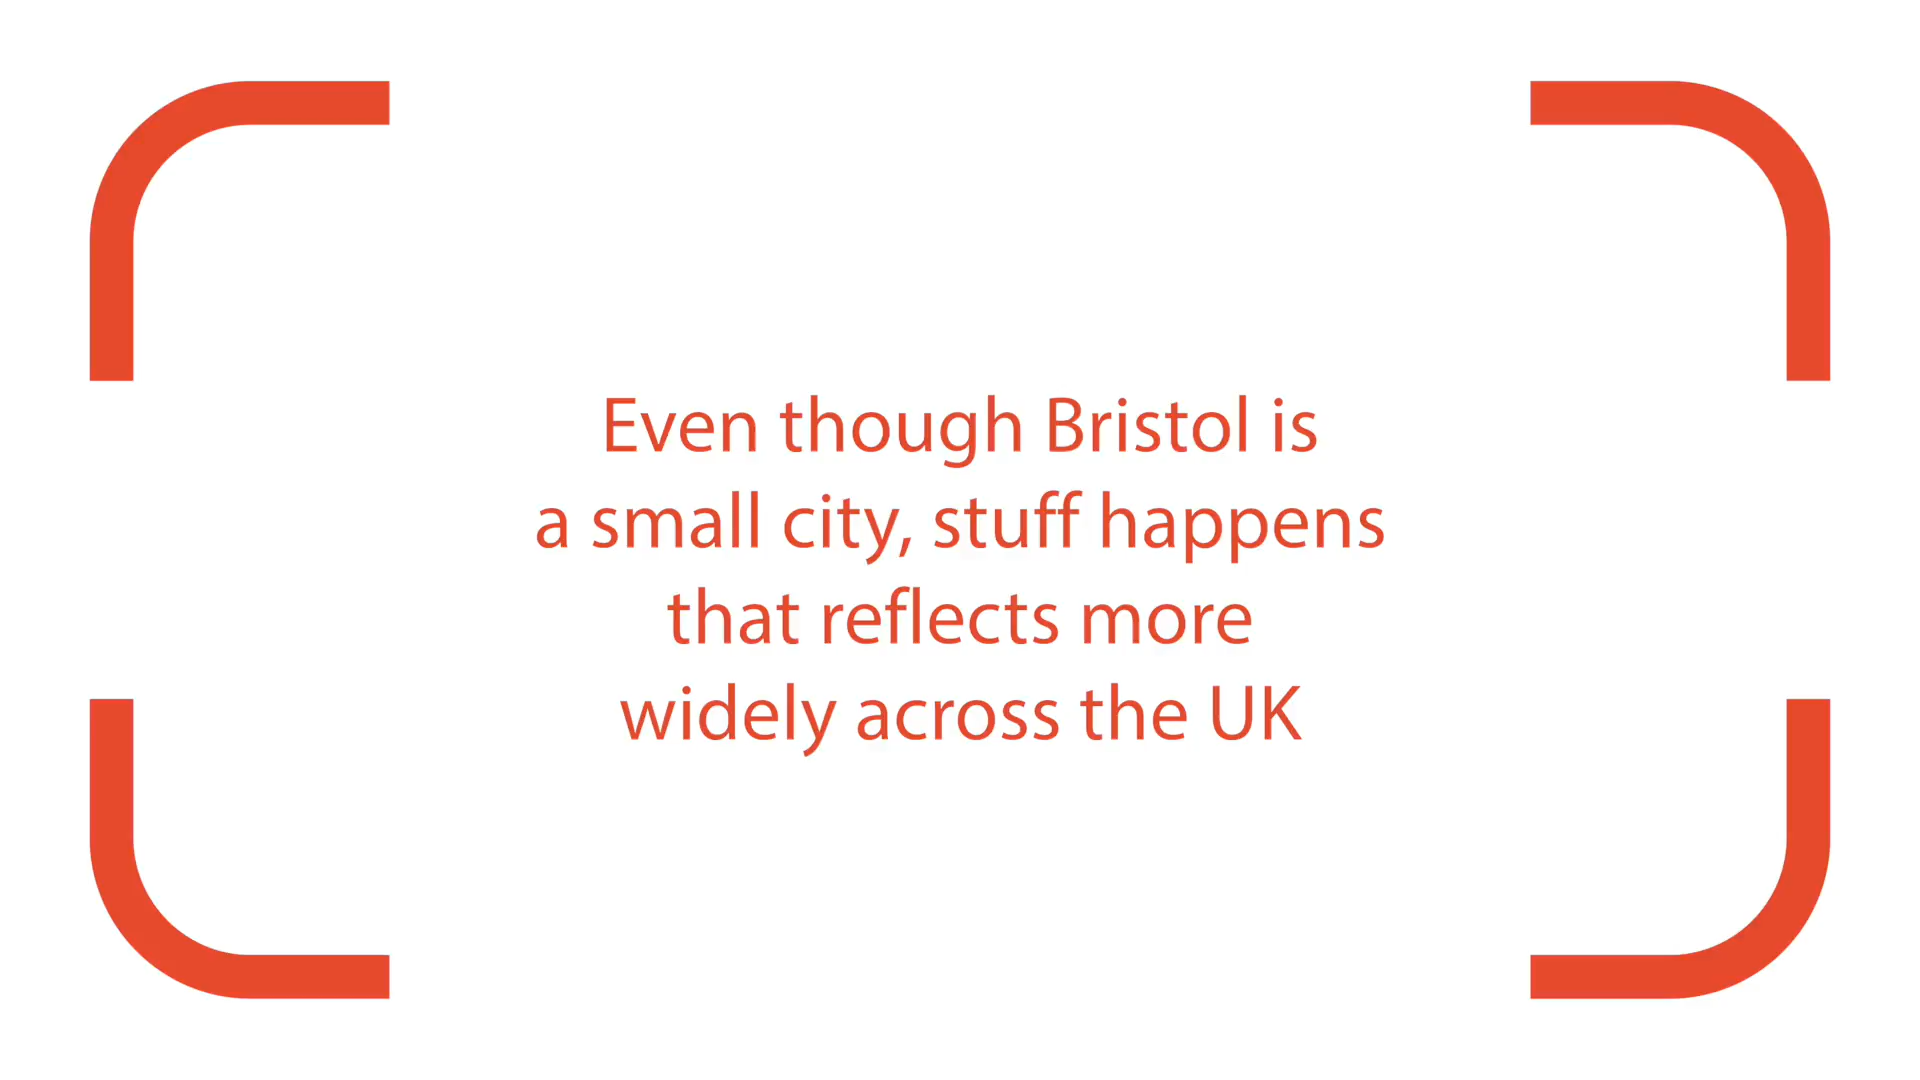 Even though Bristol is
a small city, stuff happens
that reflects more
widely across the UK